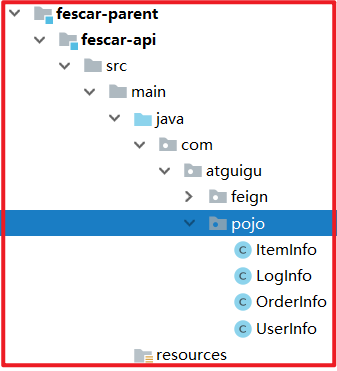 fescar-parent
fescar-api
src
main
java
com
atguigu
feign
pojo
ItemInfo
LogInfo
OrderInfo
UserInfo
resources